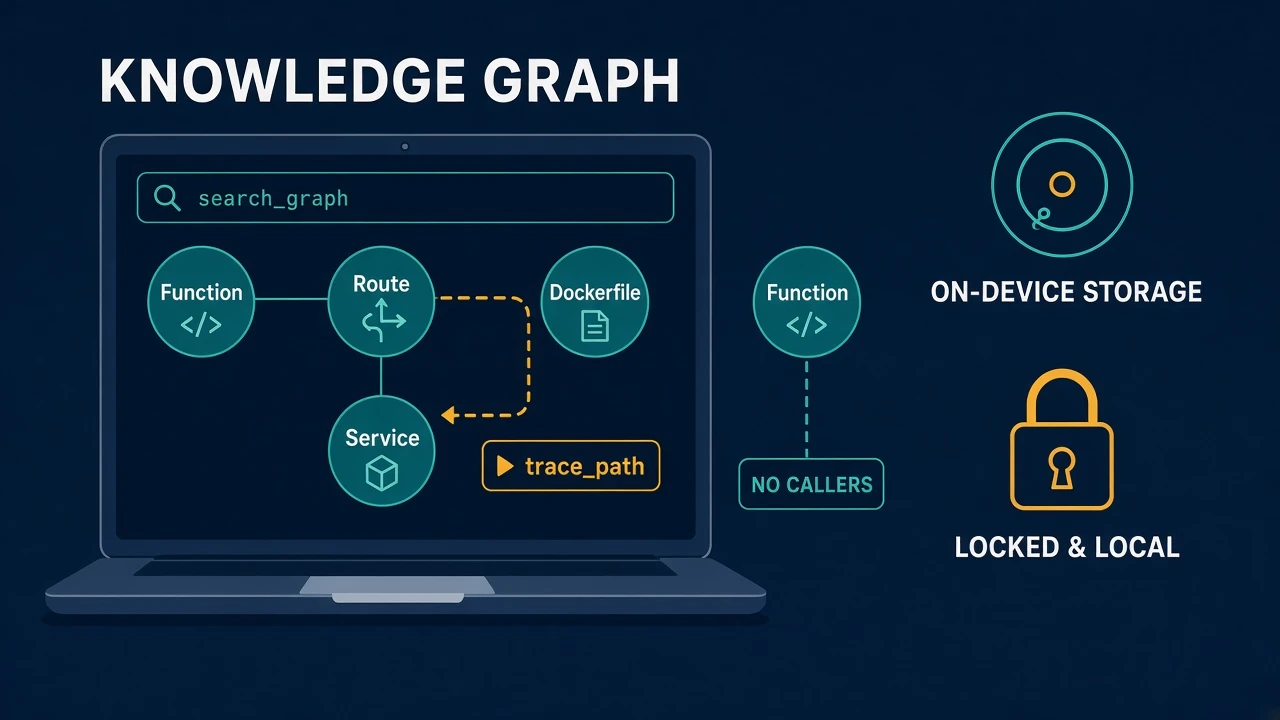 KNOWLEDGE GRAPH
search_graph
Function
</>
Route
Dockerfile
Service
trace_path
Function
</>
NO CALLERS
ON-DEVICE STORAGE
LOCKED & LOCAL